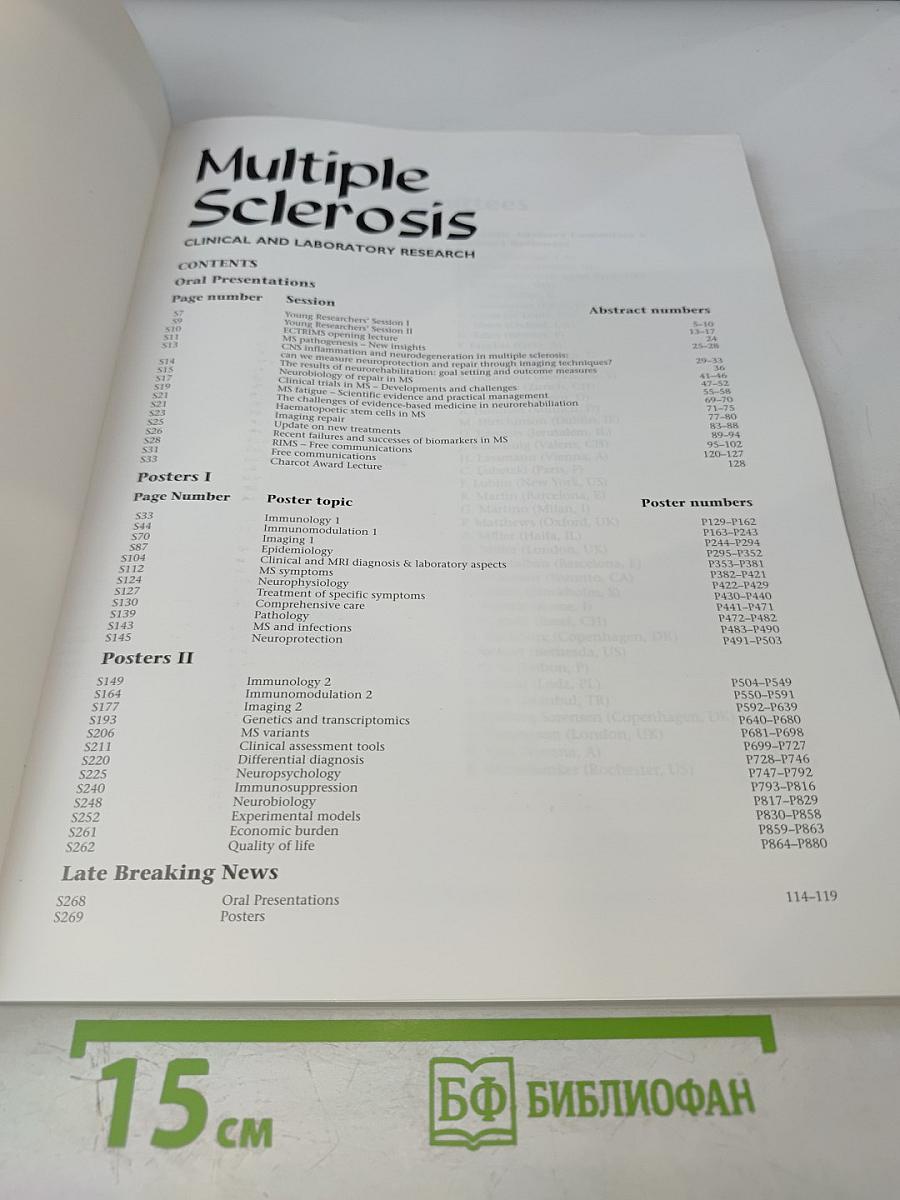 Multiple
Sclerosis
CLINICAL AND LABORATORY RESEARCH
CONTENTS
Oral Presentations
Page number Session Abstract numbers
S7 Young Researchers' Session I 5–10
S9 Young Researchers' Session II 13–17
S10 ECTRIMS opening lecture 24
S11 MS pathogenesis – New insights 25–28
S13 CNS inflammation and neurodegeneration in multiple sclerosis:
can we measure neuroprotection and repair through imaging techniques? 29–33
S14 The results of neurorehabilitation: goal setting and outcome measures 36
S15 Neurobiology of repair in MS 41–46
S17 Clinical trials in MS – Developments and challenges 47–52
S19 MS fatigue – Scientific evidence and practical management 55–58
S21 The challenges of evidence-based medicine in neurorehabiliation 69–70
S21 Haematopoetic stem cells in MS 71–75
S23 Imaging repair 77–80
S25 Update on new treatments 83–88
S26 Recent failures and successes of biomarkers in MS 89–94
S28 RIMS – Free communications 95–102
S31 Free communications 120–127
S33 Charcot Award Lecture 128
Posters I
Page Number Poster topic Poster numbers
S33 Immunology 1 P129–P162
S44 Immunomodulation 1 P163–P243
S70 Imaging 1 P244–P294
S87 Epidemiology P295–P352
S104 Clinical and MRI diagnosis & laboratory aspects P353–P381
S112 MS symptoms P382–P421
S124 Neurophysiology P422–P429
S127 Treatment of specific symptoms P430–P440
S130 Comprehensive care P441–P471
S139 Pathology P472–P482
S143 MS and infections P483–P490
S145 Neuroprotection P491–P503
Posters II
S149 Immunology 2 P504–P549
S164 Immunomodulation 2 P550–P591
S177 Imaging 2 P592–P639
S193 Genetics and transcriptomics P640–P680
S206 MS variants P681–P698
S211 Clinical assessment tools P699–P727
S220 Differential diagnosis P728–P746
S225 Neuropsychology P747–P792
S240 Immunosuppression P793–P816
S248 Neurobiology P817–P829
S252 Experimental models P830–P858
S261 Economic burden P859–P863
S262 Quality of life P864–P880
Late Breaking News
S268 Oral Presentations 114–119
S269 Posters
15 см
БФ БИБЛИОФАН